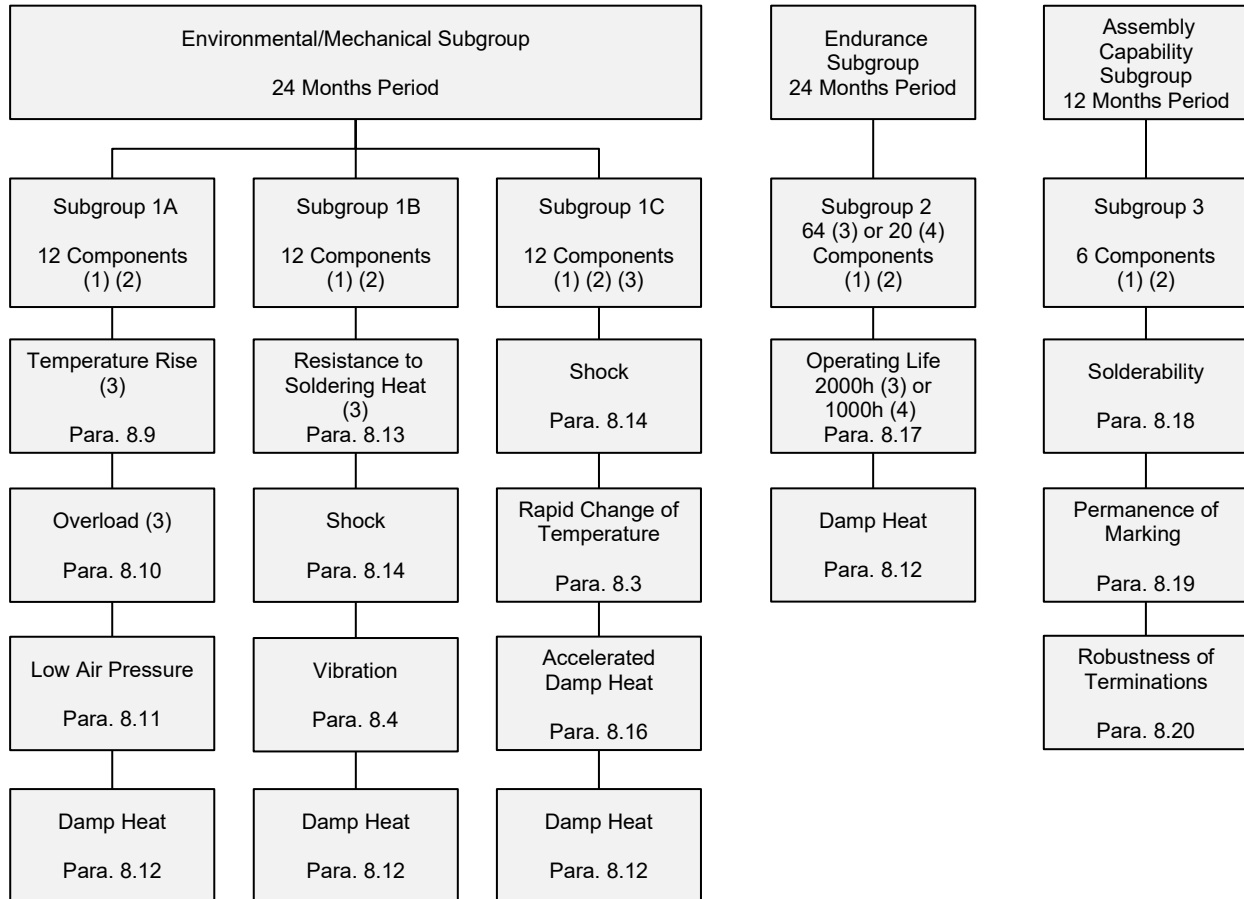 Environmental/Mechanical Subgroup
24 Months Period
Endurance
Subgroup
24 Months Period
Assembly
Capability
Subgroup
12 Months Period
Subgroup 1A
12 Components
(1) (2)
Subgroup 1B
12 Components
(1) (2)
Subgroup 1C
12 Components
(1) (2) (3)
Subgroup 2
64 (3) or 20 (4)
Components
(1) (2)
Subgroup 3
6 Components
(1) (2)
Temperature Rise
(3)
Para. 8.9
Resistance to
Soldering Heat
(3)
Para. 8.13
Shock
Para. 8.14
Operating Life
2000h (3) or
1000h (4)
Para. 8.17
Solderability
Para. 8.18
Overload (3)
Para. 8.10
Shock
Para. 8.14
Rapid Change of
Temperature
Para. 8.3
Damp Heat
Para. 8.12
Permanence of
Marking
Para. 8.19
Low Air Pressure
Para. 8.11
Vibration
Para. 8.4
Accelerated
Damp Heat
Para. 8.16
Robustness of
Terminations
Para. 8.20
Damp Heat
Para. 8.12
Damp Heat
Para. 8.12
Damp Heat
Para. 8.12